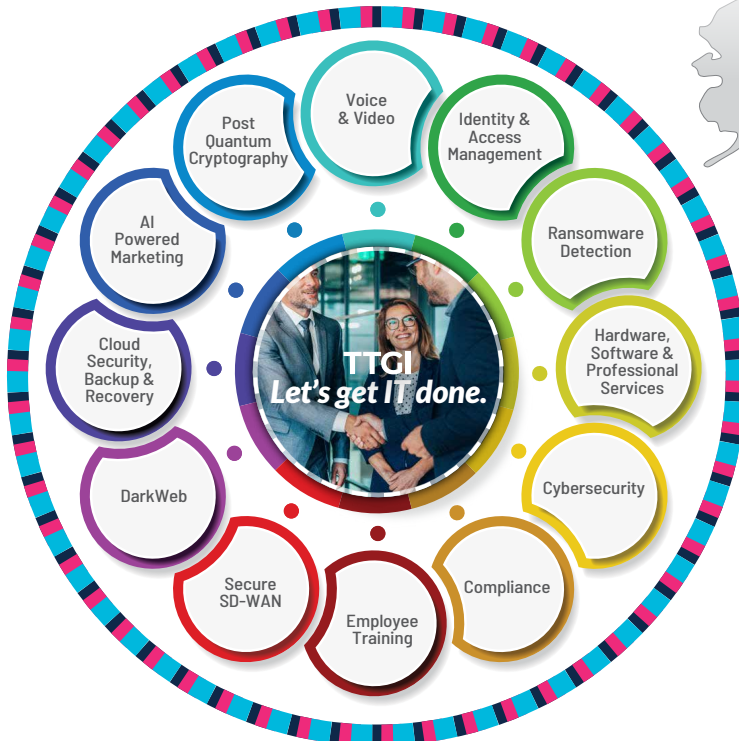 Voice
& Video
Identity &
Access
Management
Ransomware
Detection
Hardware,
Software &
Professional
Services
Cybersecurity
Compliance
Employee
Training
Secure
SD-WAN
DarkWeb
Cloud
Security,
Backup &
Recovery
AI
Powered
Marketing
Post
Quantum
Cryptography
TTGI
Let's get IT done.